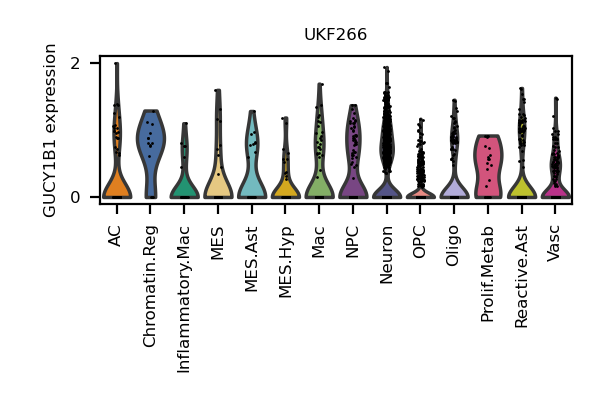 UKF266
GUCY1B1 expression
2
0
AC
Chromatin.Reg
Inflammatory.Mac
MES
MES.Ast
MES.Hyp
Mac
NPC
Neuron
OPC
Oligo
Prolif.Metab
Reactive.Ast
Vasc